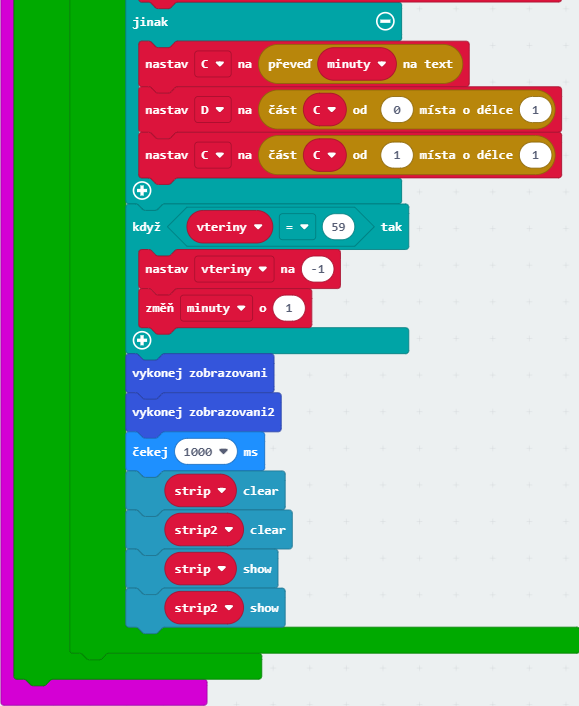 jinak
nastav C na převeď minuty na text
nastav D na část C od 0 místa o délce 1
nastav C na část C od 1 místa o délce 1
když vteriny = 59 tak
nastav vteriny na -1
změň minuty o 1
vykonej zobrazovani
vykonej zobrazovani2
čekej 1000 ms
strip clear
strip2 clear
strip show
strip2 show